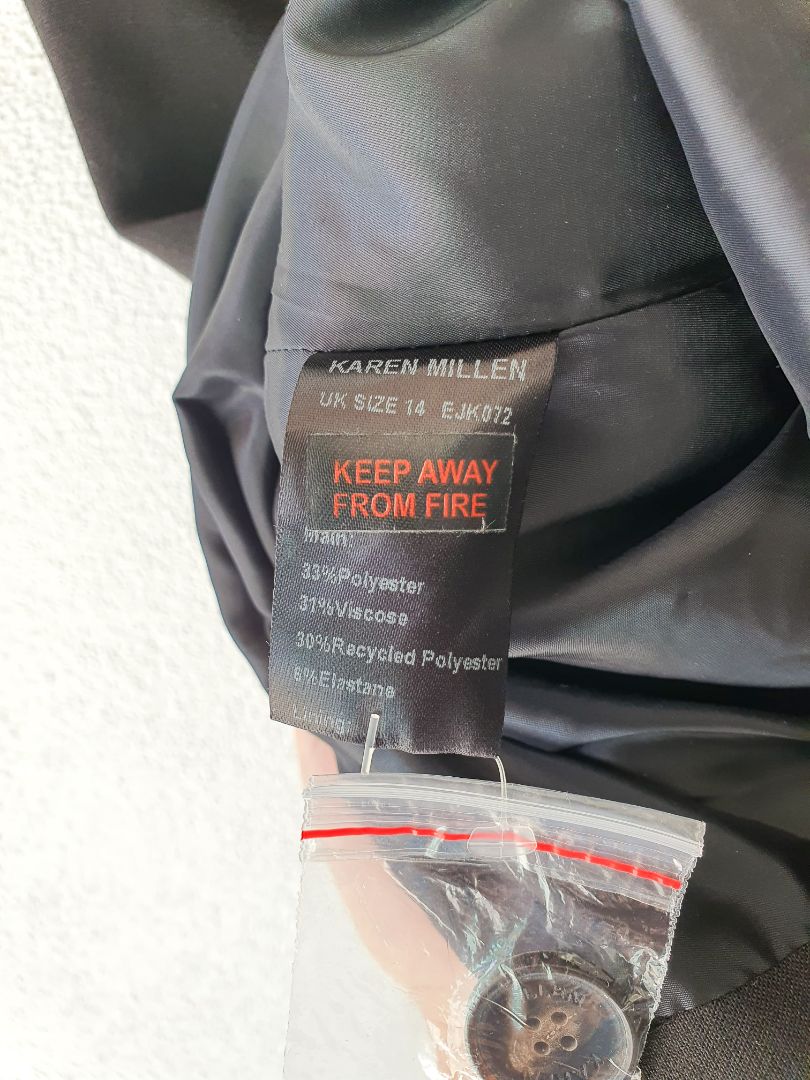 KAREN MILLEN
UK SIZE 14 EJK072
KEEP AWAY
FROM FIRE
Main:
33%Polyester
31%Viscose
30%Recycled Polyester
6%Elastane
Lining: